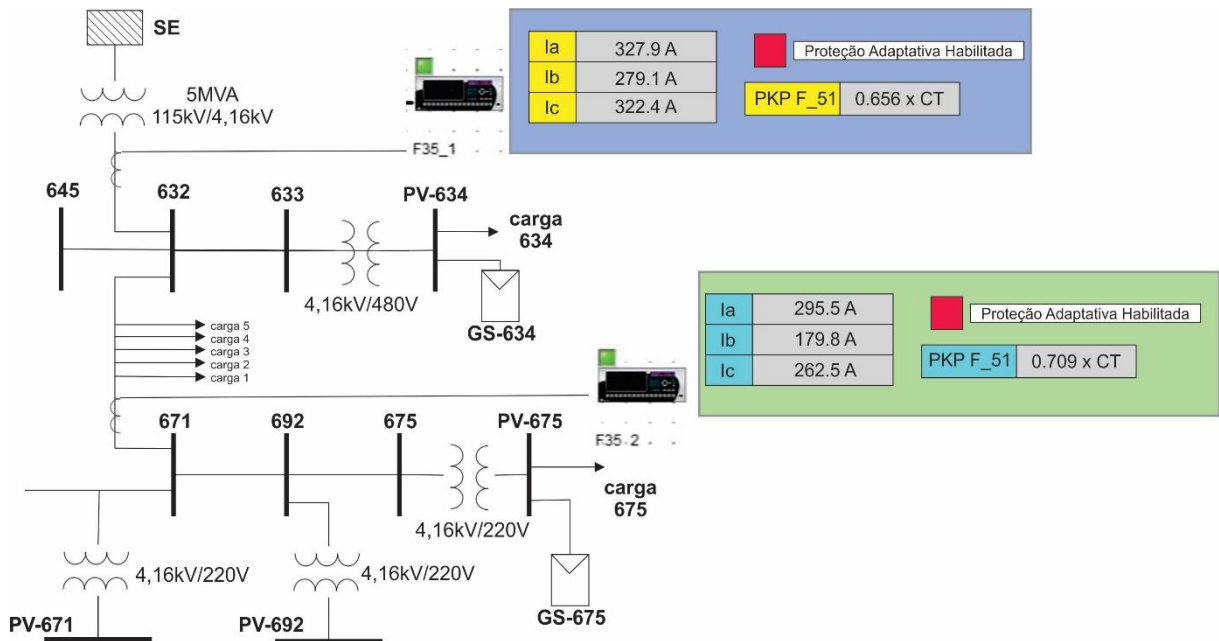 SE
5MVA
115kV/4,16kV
F35_1
Ia 327.9 A
Ib 279.1 A
Ic 322.4 A
Proteção Adaptativa Habilitada
PKP F_51 0.656 x CT
645
632
633
PV-634
carga
634
4,16kV/480V
GS-634
carga 5
carga 4
carga 3
carga 2
carga 1
Ia 295.5 A
Ib 179.8 A
Ic 262.5 A
Proteção Adaptativa Habilitada
PKP F_51 0.709 x CT
F35 2
671
692
675
PV-675
carga
675
4,16kV/220V
4,16kV/220V
4,16kV/220V
GS-675
PV-671
PV-692